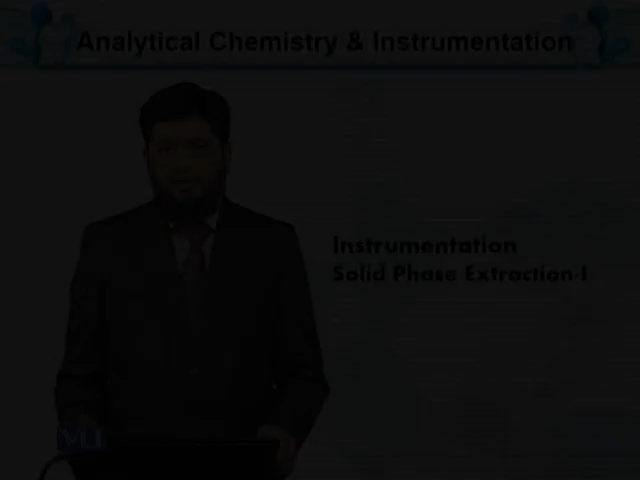 Analytical Chemistry & Instrumentation
Instrumentation
Solid Phase Extraction-I